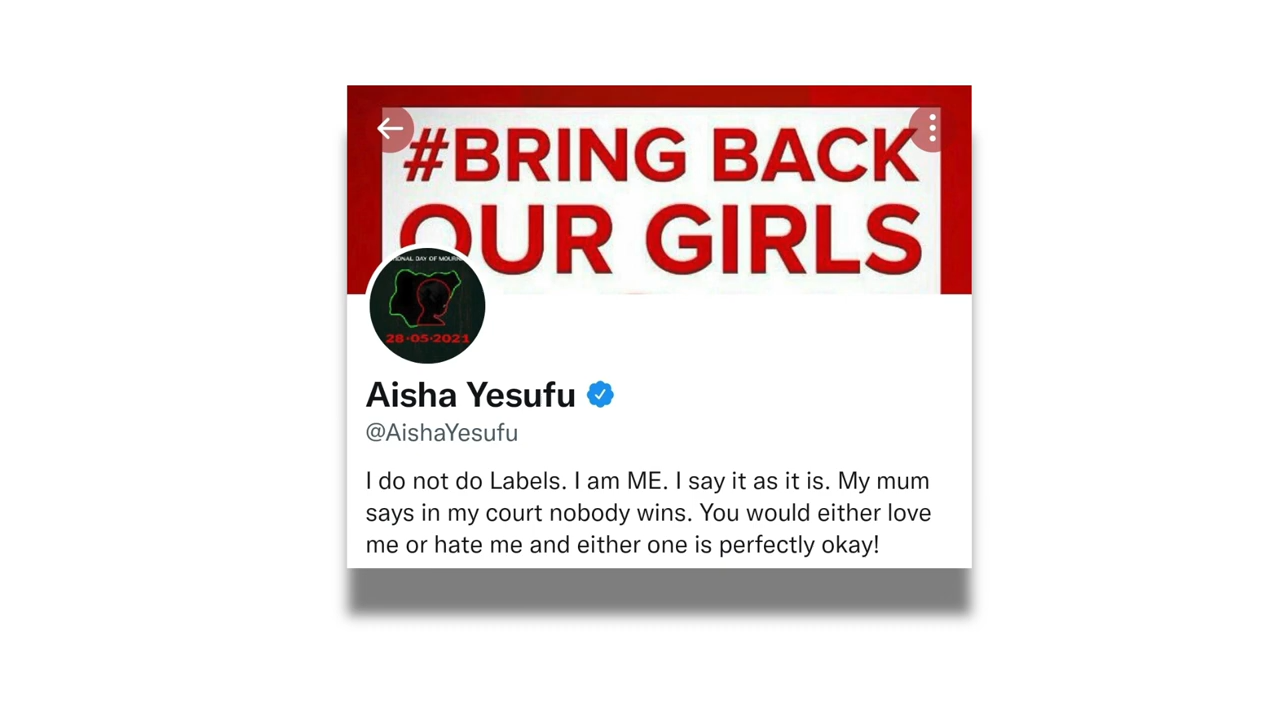 #BRING BACK
OUR GIRLS
DAY OF
28-05-2021
Aisha Yesufu
@AishaYesufu
I do not do Labels. I am ME. I say it as it is. My mum
says in my court nobody wins. You would either love
me or hate me and either one is perfectly okay!